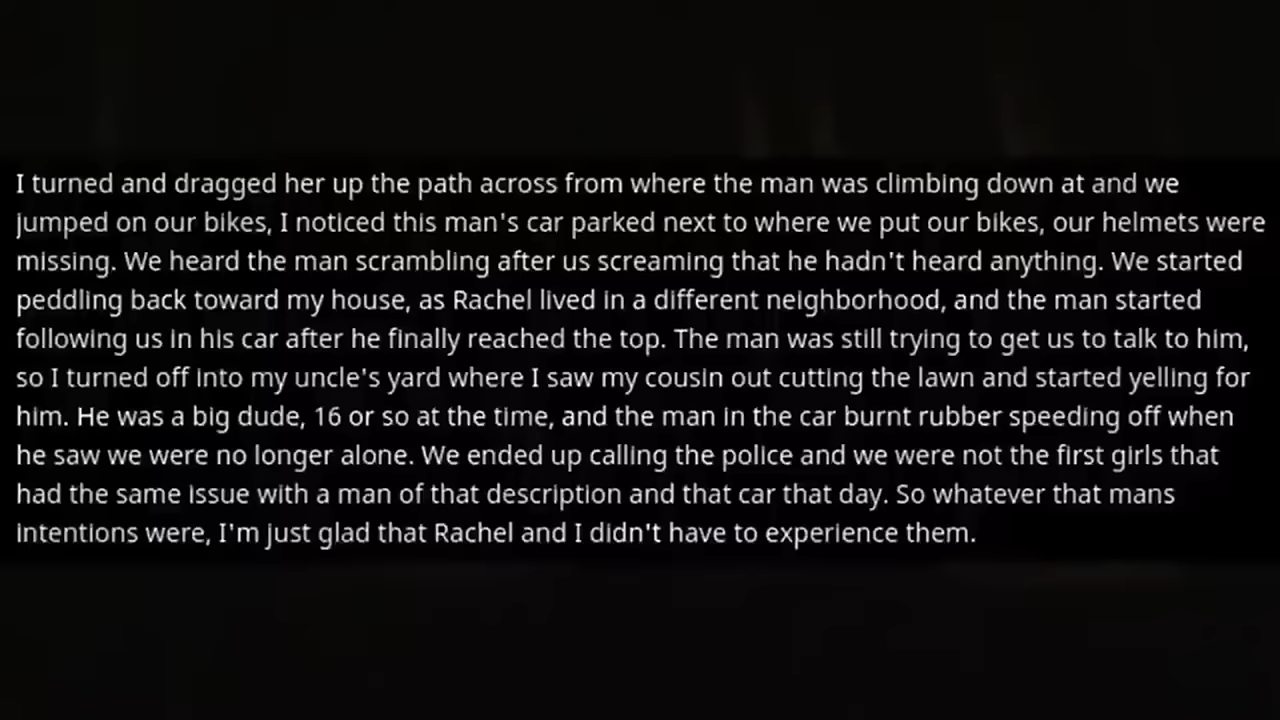 I turned and dragged her up the path across from where the man was climbing down at and we
jumped on our bikes, I noticed this man's car parked next to where we put our bikes, our helmets were
missing. We heard the man scrambling after us screaming that he hadn't heard anything. We started
peddling back toward my house, as Rachel lived in a different neighborhood, and the man started
following us in his car after he finally reached the top. The man was still trying to get us to talk to him,
so I turned off into my uncle's yard where I saw my cousin out cutting the lawn and started yelling for
him. He was a big dude, 16 or so at the time, and the man in the car burnt rubber speeding off when
he saw we were no longer alone. We ended up calling the police and we were not the first girls that
had the same issue with a man of that description and that car that day. So whatever that mans
intentions were, I'm just glad that Rachel and I didn't have to experience them.